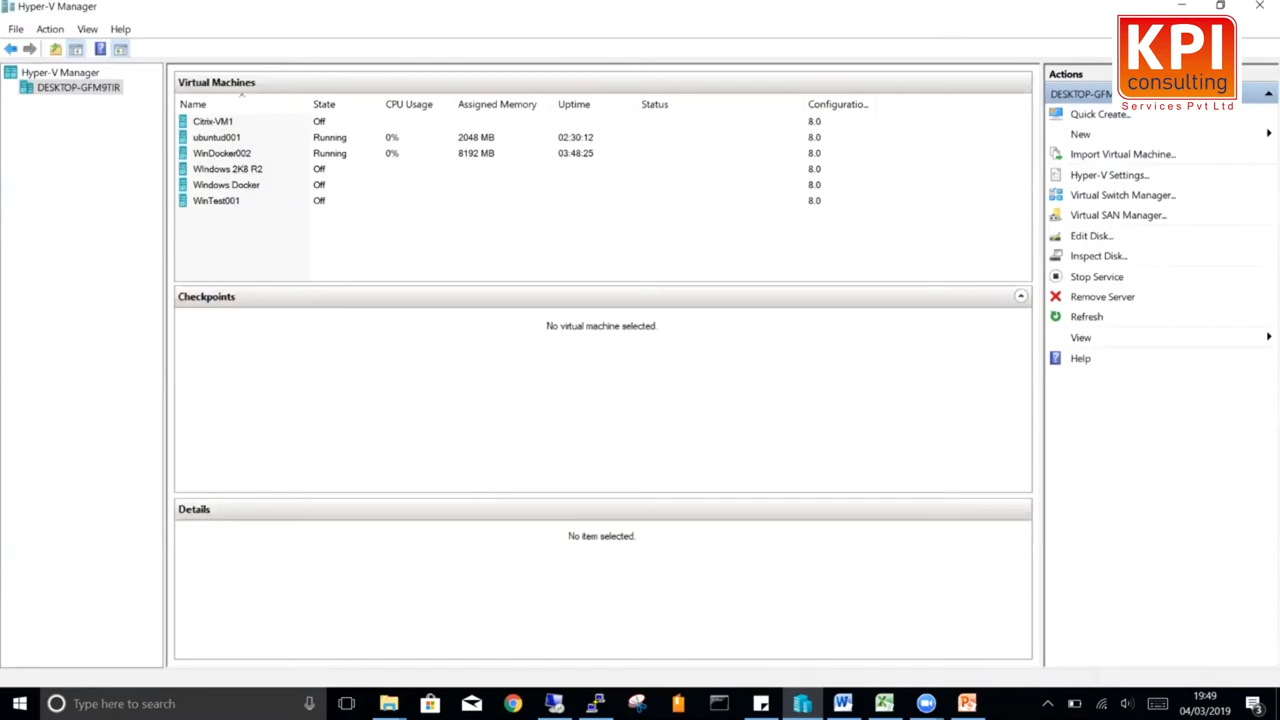 Hyper-V Manager
File Action View Help
Hyper-V Manager
DESKTOP-GFM9TIR
Virtual Machines
Name State CPU Usage Assigned Memory Uptime Status Configuratio...
Citrix-VM1 Off 8.0
ubuntud001 Running 0% 2048 MB 02:30:12 8.0
WinDocker002 Running 0% 8192 MB 03:48:25 8.0
Windows 2K8 R2 Off 8.0
Windows Docker Off 8.0
WinTest001 Off 8.0
Checkpoints
No virtual machine selected.
Details
No item selected.
Actions
DESKTOP-GFM
Quick Create...
New
Import Virtual Machine...
Hyper-V Settings...
Virtual Switch Manager...
Virtual SAN Manager...
Edit Disk...
Inspect Disk...
Stop Service
Remove Server
Refresh
View
Help
KPI
consulting
Services Pvt Ltd
Type here to search
19:49
04/03/2019
3